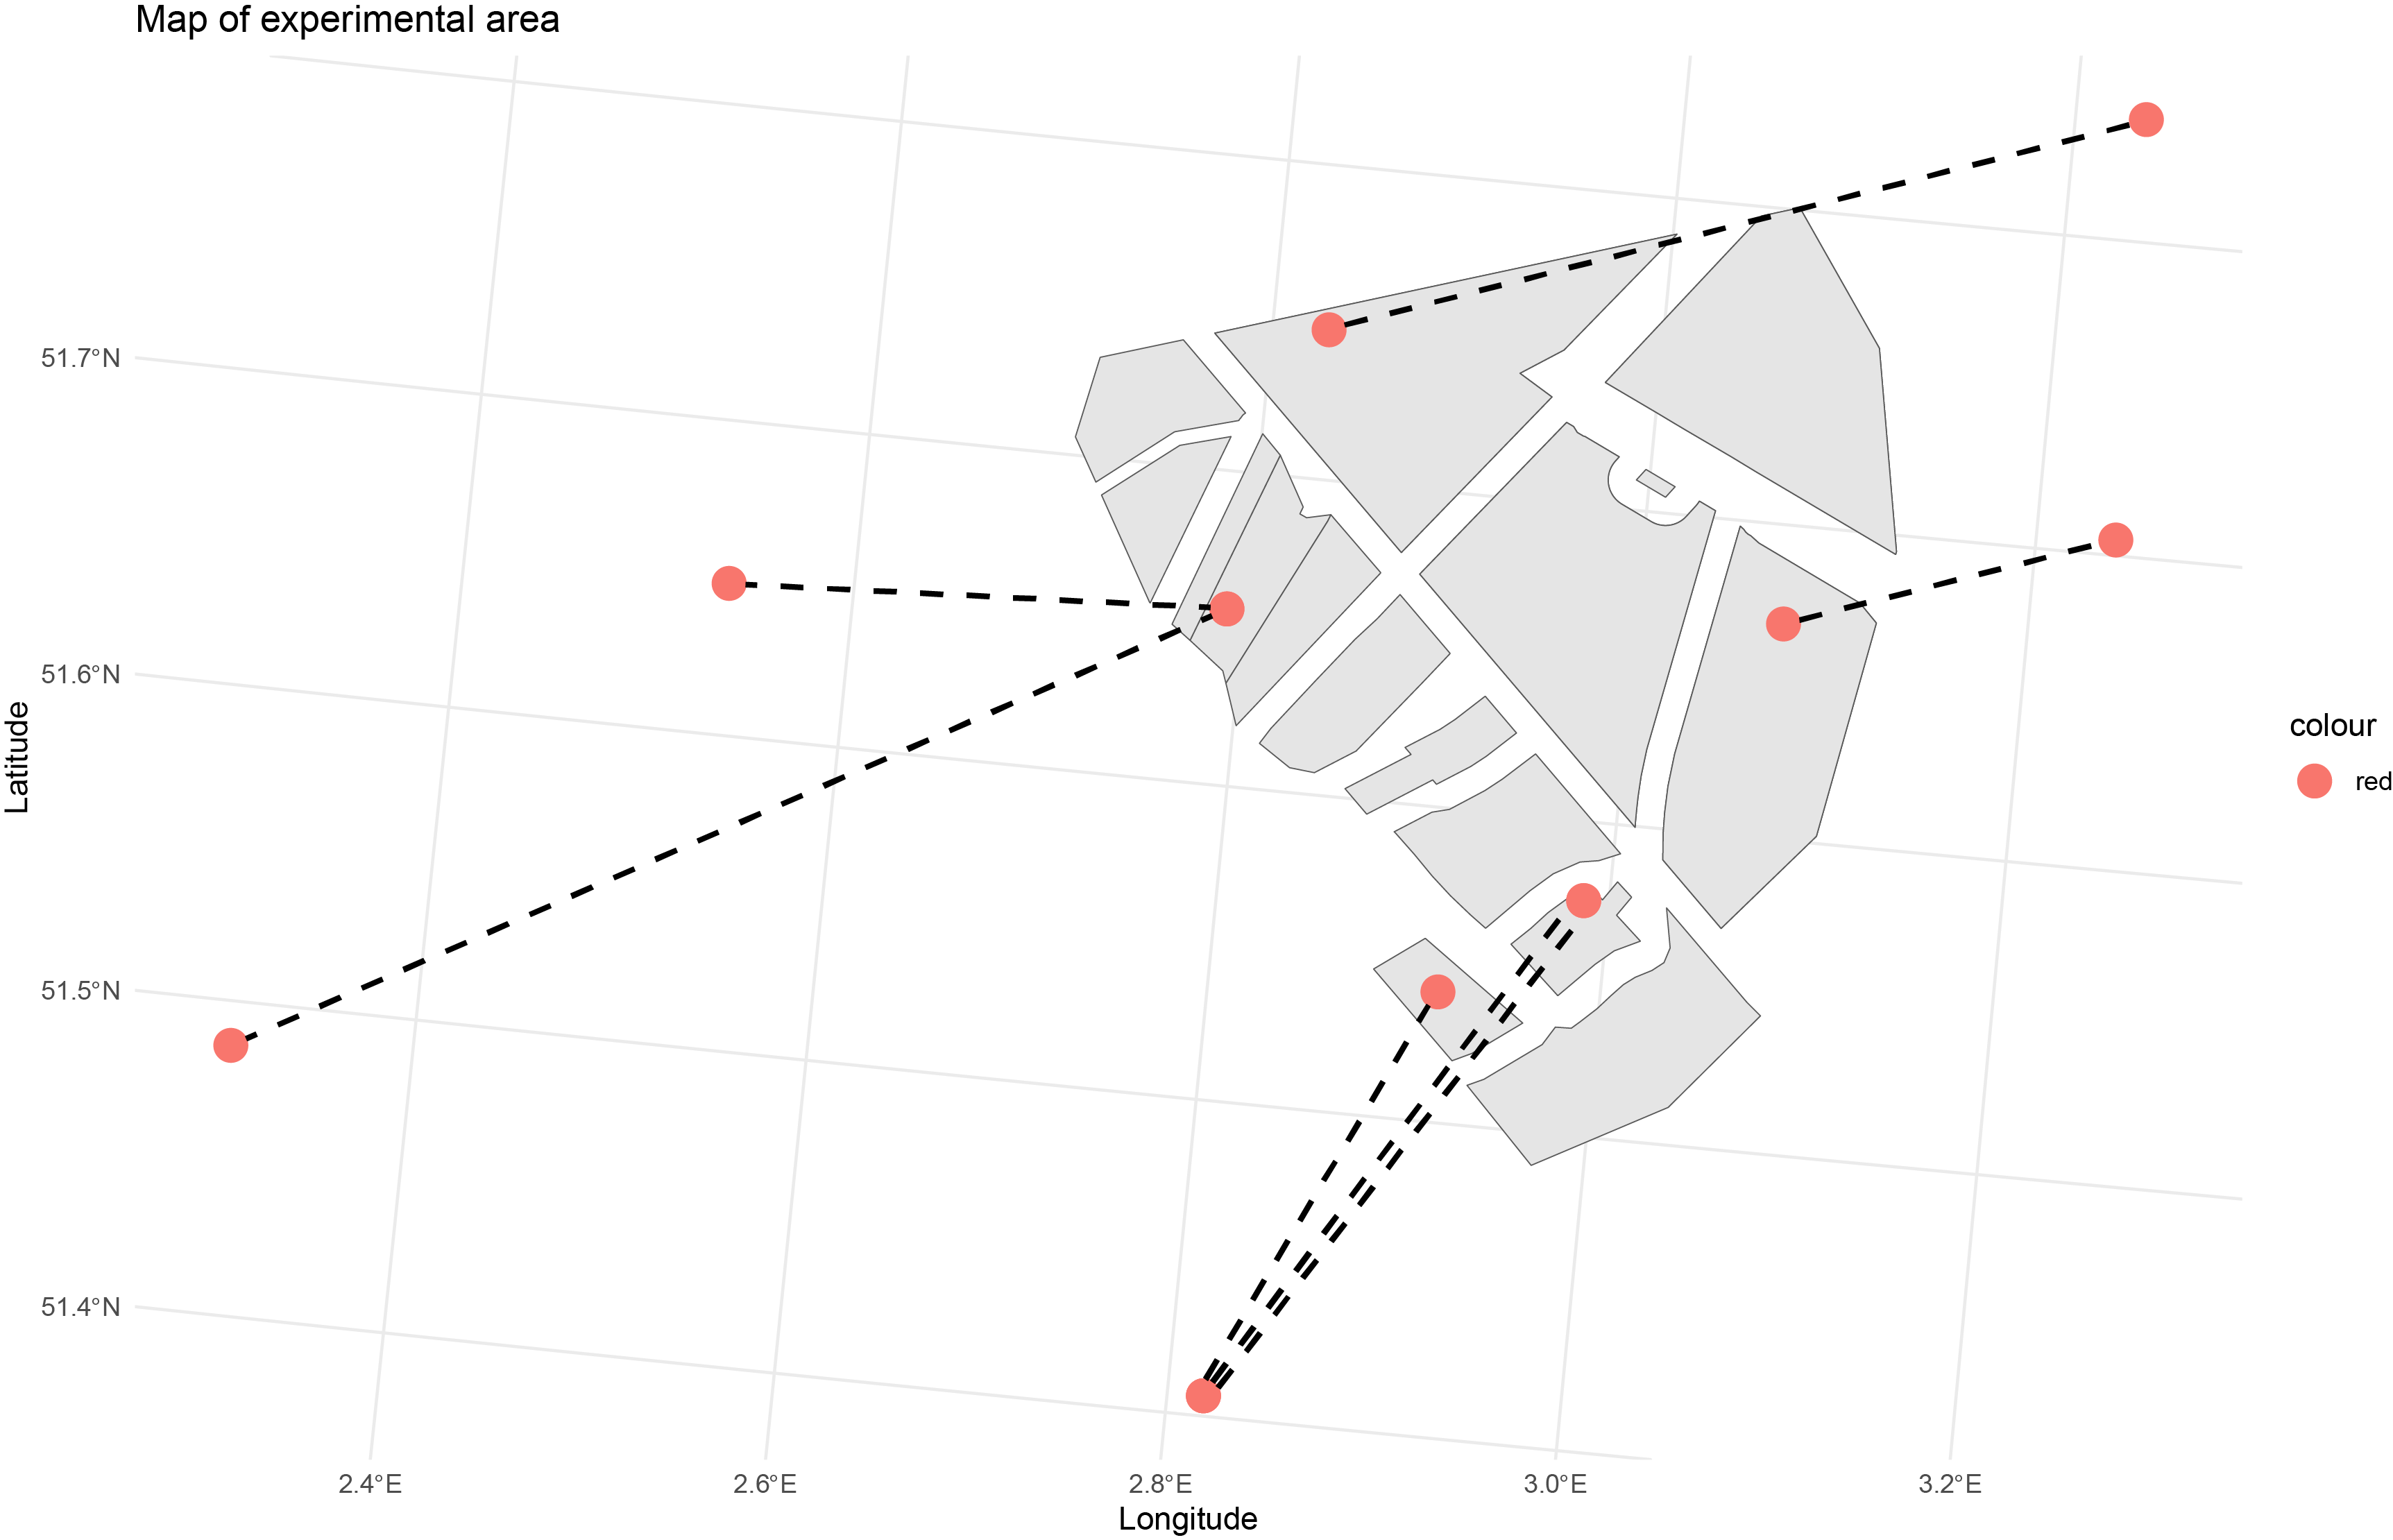 Map of experimental area
51.7°N
51.6°N
51.5°N
51.4°N
Latitude
2.4°E
2.6°E
2.8°E
3.0°E
3.2°E
Longitude
colour
red